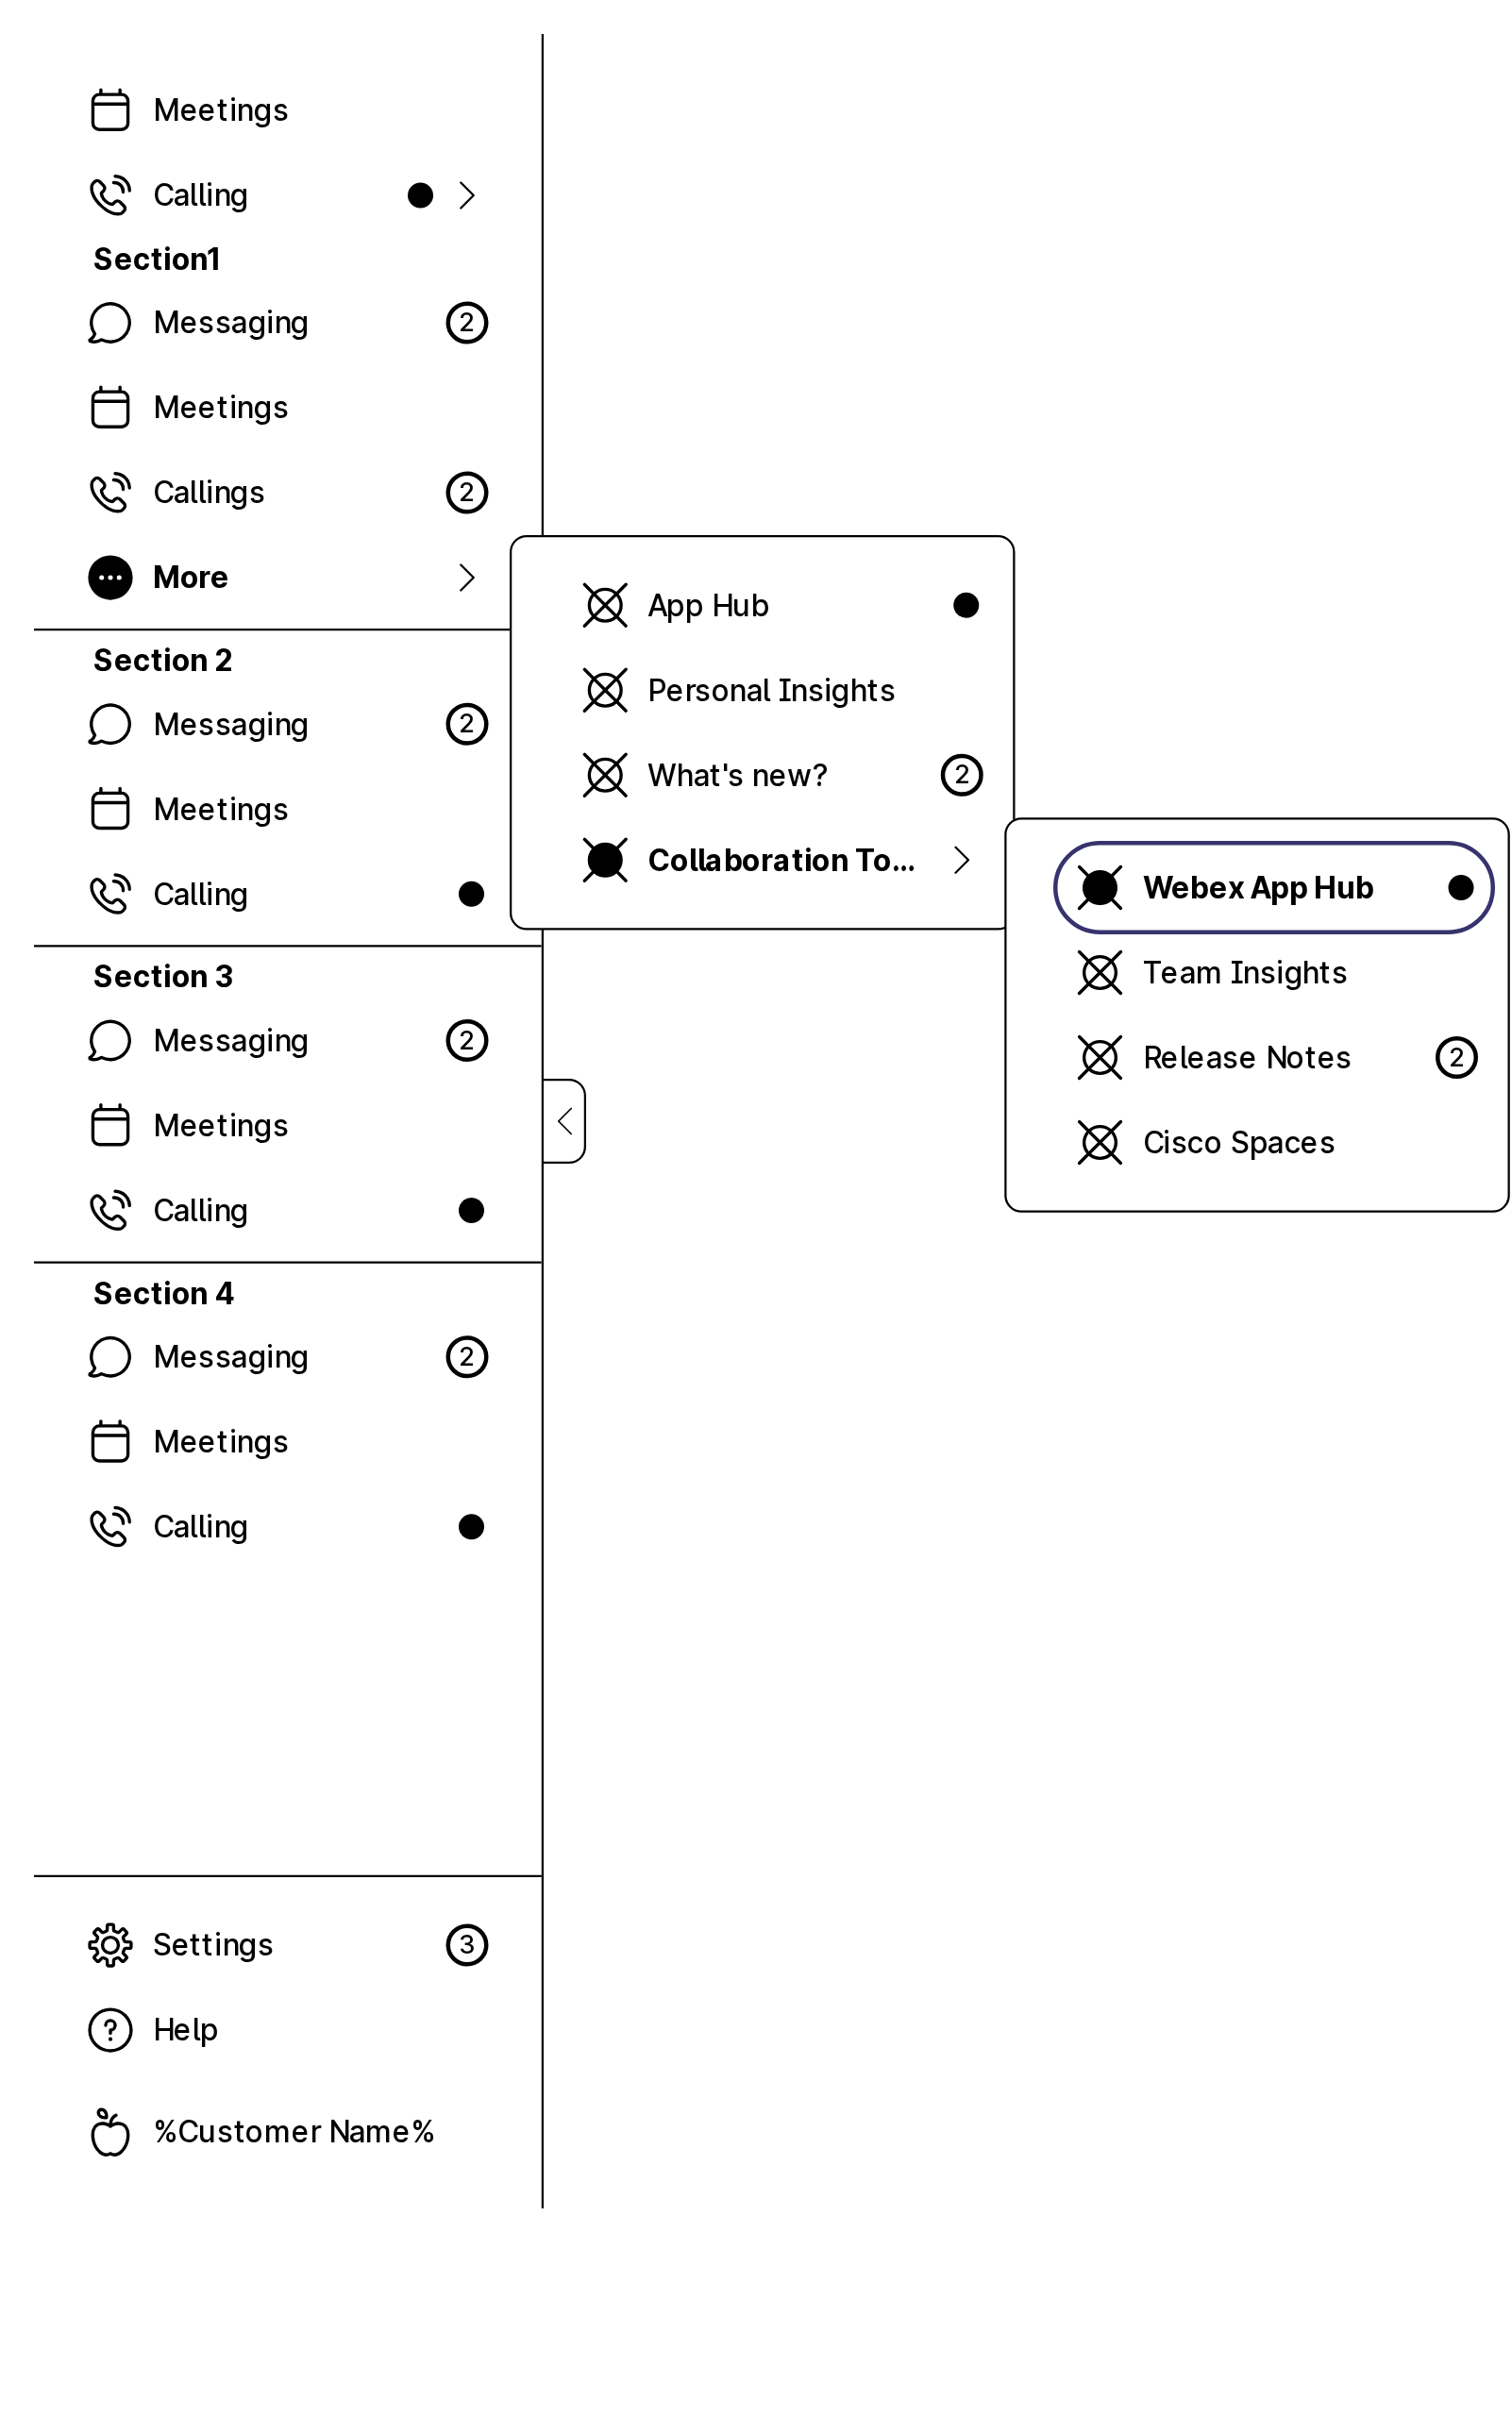 Meetings
Calling
Section1
Messaging 2
Meetings
Callings 2
More
Section 2
Messaging 2
Meetings
Calling
Section 3
Messaging 2
Meetings
Calling
Section 4
Messaging 2
Meetings
Calling
Settings 3
? Help
%Customer Name%
App Hub
Personal Insights
What's new? 2
Collaboration To...
Webex App Hub
Team Insights
Release Notes 2
Cisco Spaces